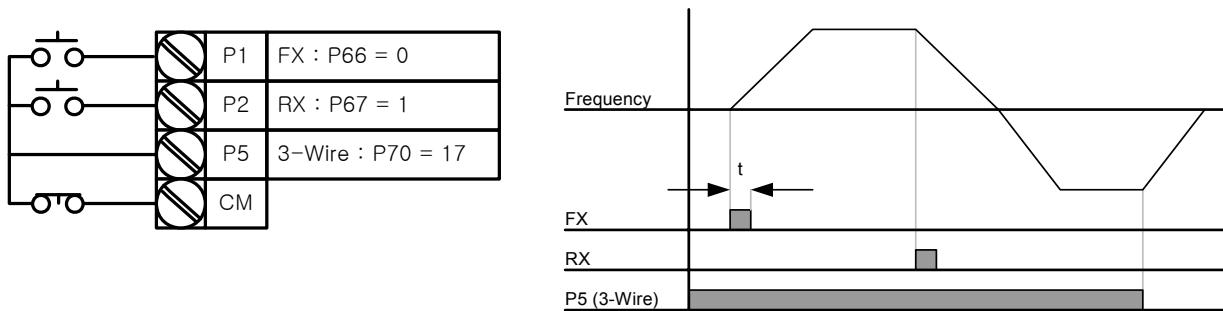 P1 FX : P66 = 0
P2 RX : P67 = 1
P5 3-Wire : P70 = 17
CM
Frequency
t
FX
RX
P5 (3-Wire)